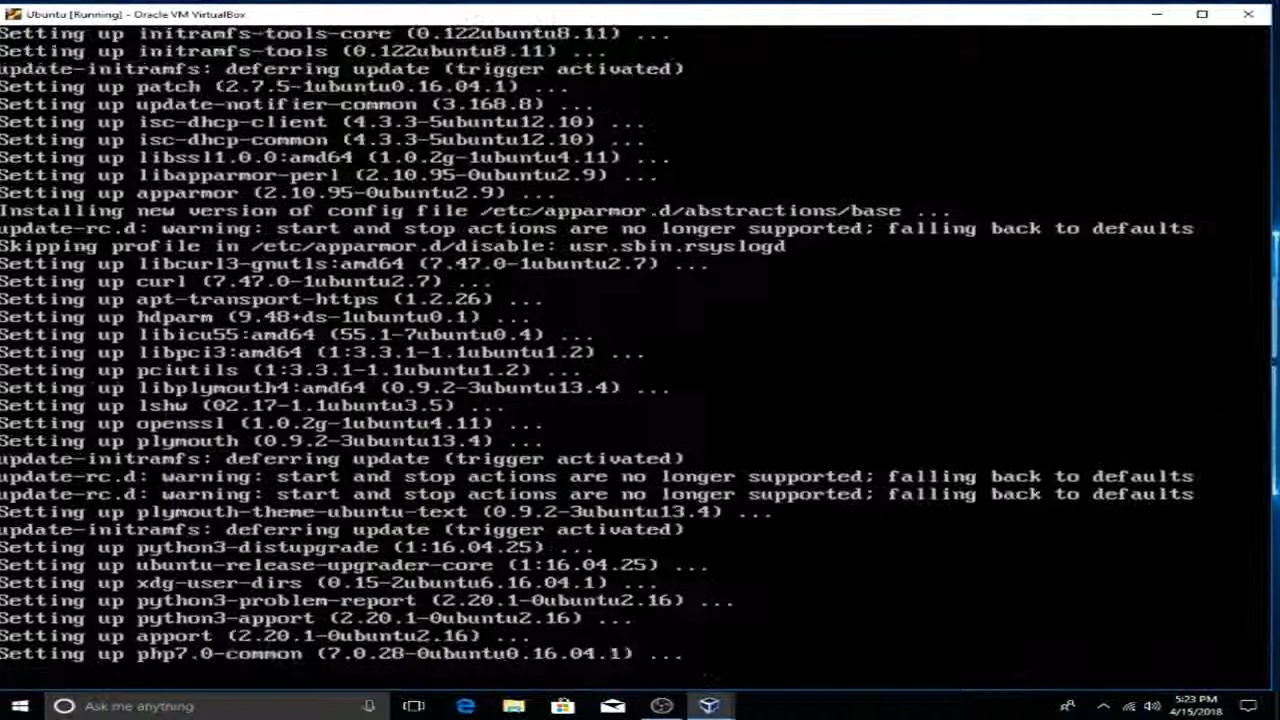 Ubuntu [Running] - Oracle VM VirtualBox
Setting up initramfs-tools-core (0.122ubuntu8.11) ...
Setting up initramfs-tools (0.122ubuntu8.11) ...
update-initramfs: deferring update (trigger activated)
Setting up patch (2.7.5-1ubuntu0.16.04.1) ...
Setting up update-notifier-common (3.168.8) ...
Setting up isc-dhcp-client (4.3.3-5ubuntu12.10) ...
Setting up isc-dhcp-common (4.3.3-5ubuntu12.10) ...
Setting up libssl1.0.0:amd64 (1.0.2g-1ubuntu4.11) ...
Setting up libapparmor-perl (2.10.95-0ubuntu2.9) ...
Setting up apparmor (2.10.95-0ubuntu2.9) ...
Installing new version of config file /etc/apparmor.d/abstractions/base ...
update-rc.d: warning: start and stop actions are no longer supported; falling back to defaults
Skipping profile in /etc/apparmor.d/disable: usr.sbin.rsyslogd
Setting up libcurl3-gnutls:amd64 (7.47.0-1ubuntu2.7) ...
Setting up curl (7.47.0-1ubuntu2.7) ...
Setting up apt-transport-https (1.2.26) ...
Setting up hdparm (9.48+ds-1ubuntu0.1) ...
Setting up libicu55:amd64 (55.1-7ubuntu0.4) ...
Setting up libpci3:amd64 (1:3.3.1-1.1ubuntu1.2) ...
Setting up pciutils (1:3.3.1-1.1ubuntu1.2) ...
Setting up libplymouth4:amd64 (0.9.2-3ubuntu13.4) ...
Setting up lshw (02.17-1.1ubuntu3.5) ...
Setting up openssl (1.0.2g-1ubuntu4.11) ...
Setting up plymouth (0.9.2-3ubuntu13.4) ...
update-initramfs: deferring update (trigger activated)
update-rc.d: warning: start and stop actions are no longer supported; falling back to defaults
update-rc.d: warning: start and stop actions are no longer supported; falling back to defaults
Setting up plymouth-theme-ubuntu-text (0.9.2-3ubuntu13.4) ...
update-initramfs: deferring update (trigger activated)
Setting up python3-distupgrade (1:16.04.25) ...
Setting up ubuntu-release-upgrader-core (1:16.04.25) ...
Setting up xdg-user-dirs (0.15-2ubuntu6.16.04.1) ...
Setting up python3-problem-report (2.20.1-0ubuntu2.16) ...
Setting up python3-apport (2.20.1-0ubuntu2.16) ...
Setting up apport (2.20.1-0ubuntu2.16) ...
Setting up php7.0-common (7.0.28-0ubuntu0.16.04.1) ...
Ask me anything
5:23 PM
4/15/2018